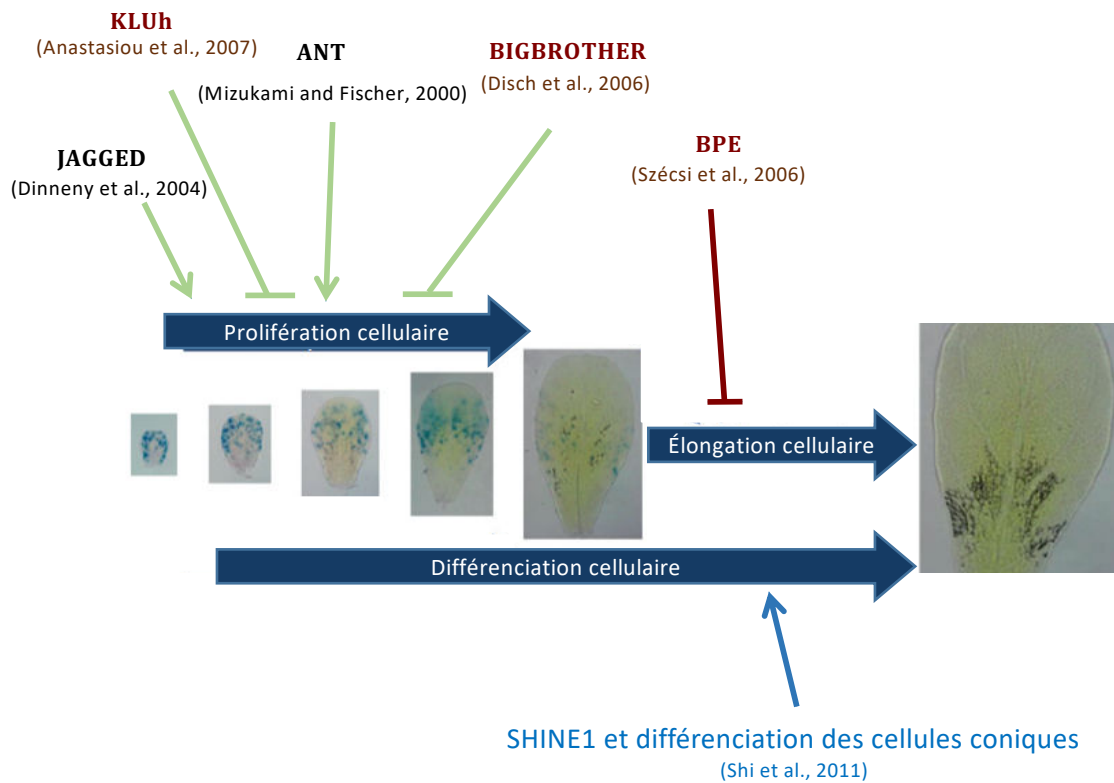 KLUh
(Anastasiou et al., 2007)
ANT
(Mizukami and Fischer, 2000)
BIGBROTHER
(Disch et al., 2006)
BPE
(Szécsi et al., 2006)
JAGGED
(Dinneny et al., 2004)
Prolifération cellulaire
Élongation cellulaire
Différenciation cellulaire
SHINE1 et différenciation des cellules coniques
(Shi et al., 2011)